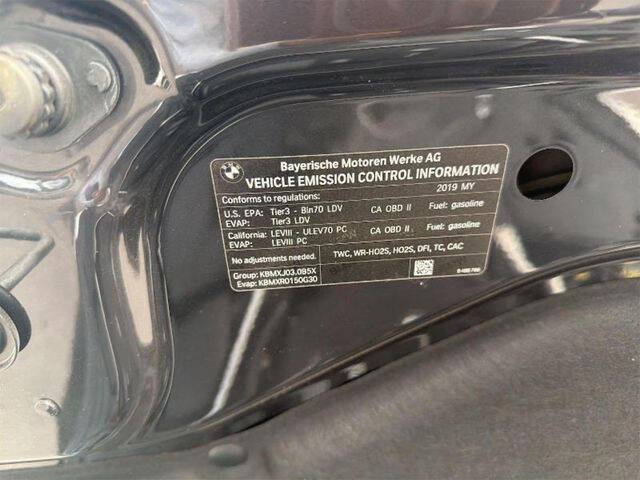 Bayerische Motoren Werke AG
VEHICLE EMISSION CONTROL INFORMATION
Conforms to regulations: 2019 MY
U.S. EPA: Tier3 - Bin70 LDV CA OBD II Fuel: gasoline
EVAP: Tier3 LDV
California: LEVIII - ULEV70 PC CA OBD II Fuel: gasoline
EVAP: LEVIII PC
No adjustments needed. TWC, WR-HO2S, HO2S, DFI, TC, CAC
Group: KBMXJ03.0B5X
Evap: KBMXR0150G30